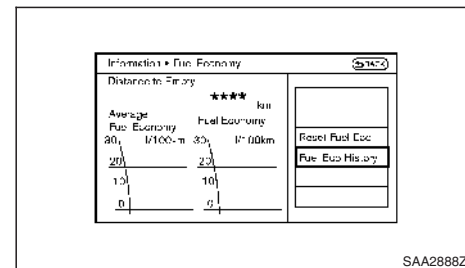 Information • Fuel Economy
BACK
Distance to Empty
****
km
Average
Fuel Economy
Fuel Economy
30 l/100km 30 l/100km
Reset Fuel Eco
20 20
Fuel Eco History
10 10
0 0
SAA2888Z